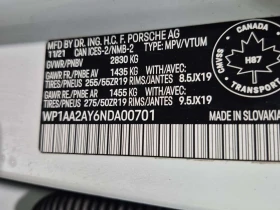 MFD BY: DR. ING. H.C. F. PORSCHE AG
11/21 CAN ICES-2/NMB-2 TYPE: MPV/VTUM
GVWR/PNBV 2830 KG
GAWR FR/PNBE AV 1435 KG WITH/AVEC:
TIRES/PNEUS 255/55ZR19 RIMS/JANTES 8.5JX19
GAWR RR/PNBE AR 1455 KG WITH/AVEC:
TIRES/PNEUS 275/50ZR19 RIMS/JANTES 9.5JX19
WP1AA2AY6NDA00701
MADE IN SLOVAKIA
CANADA
CMVSS
H87
NSVAC
TRANSPORT